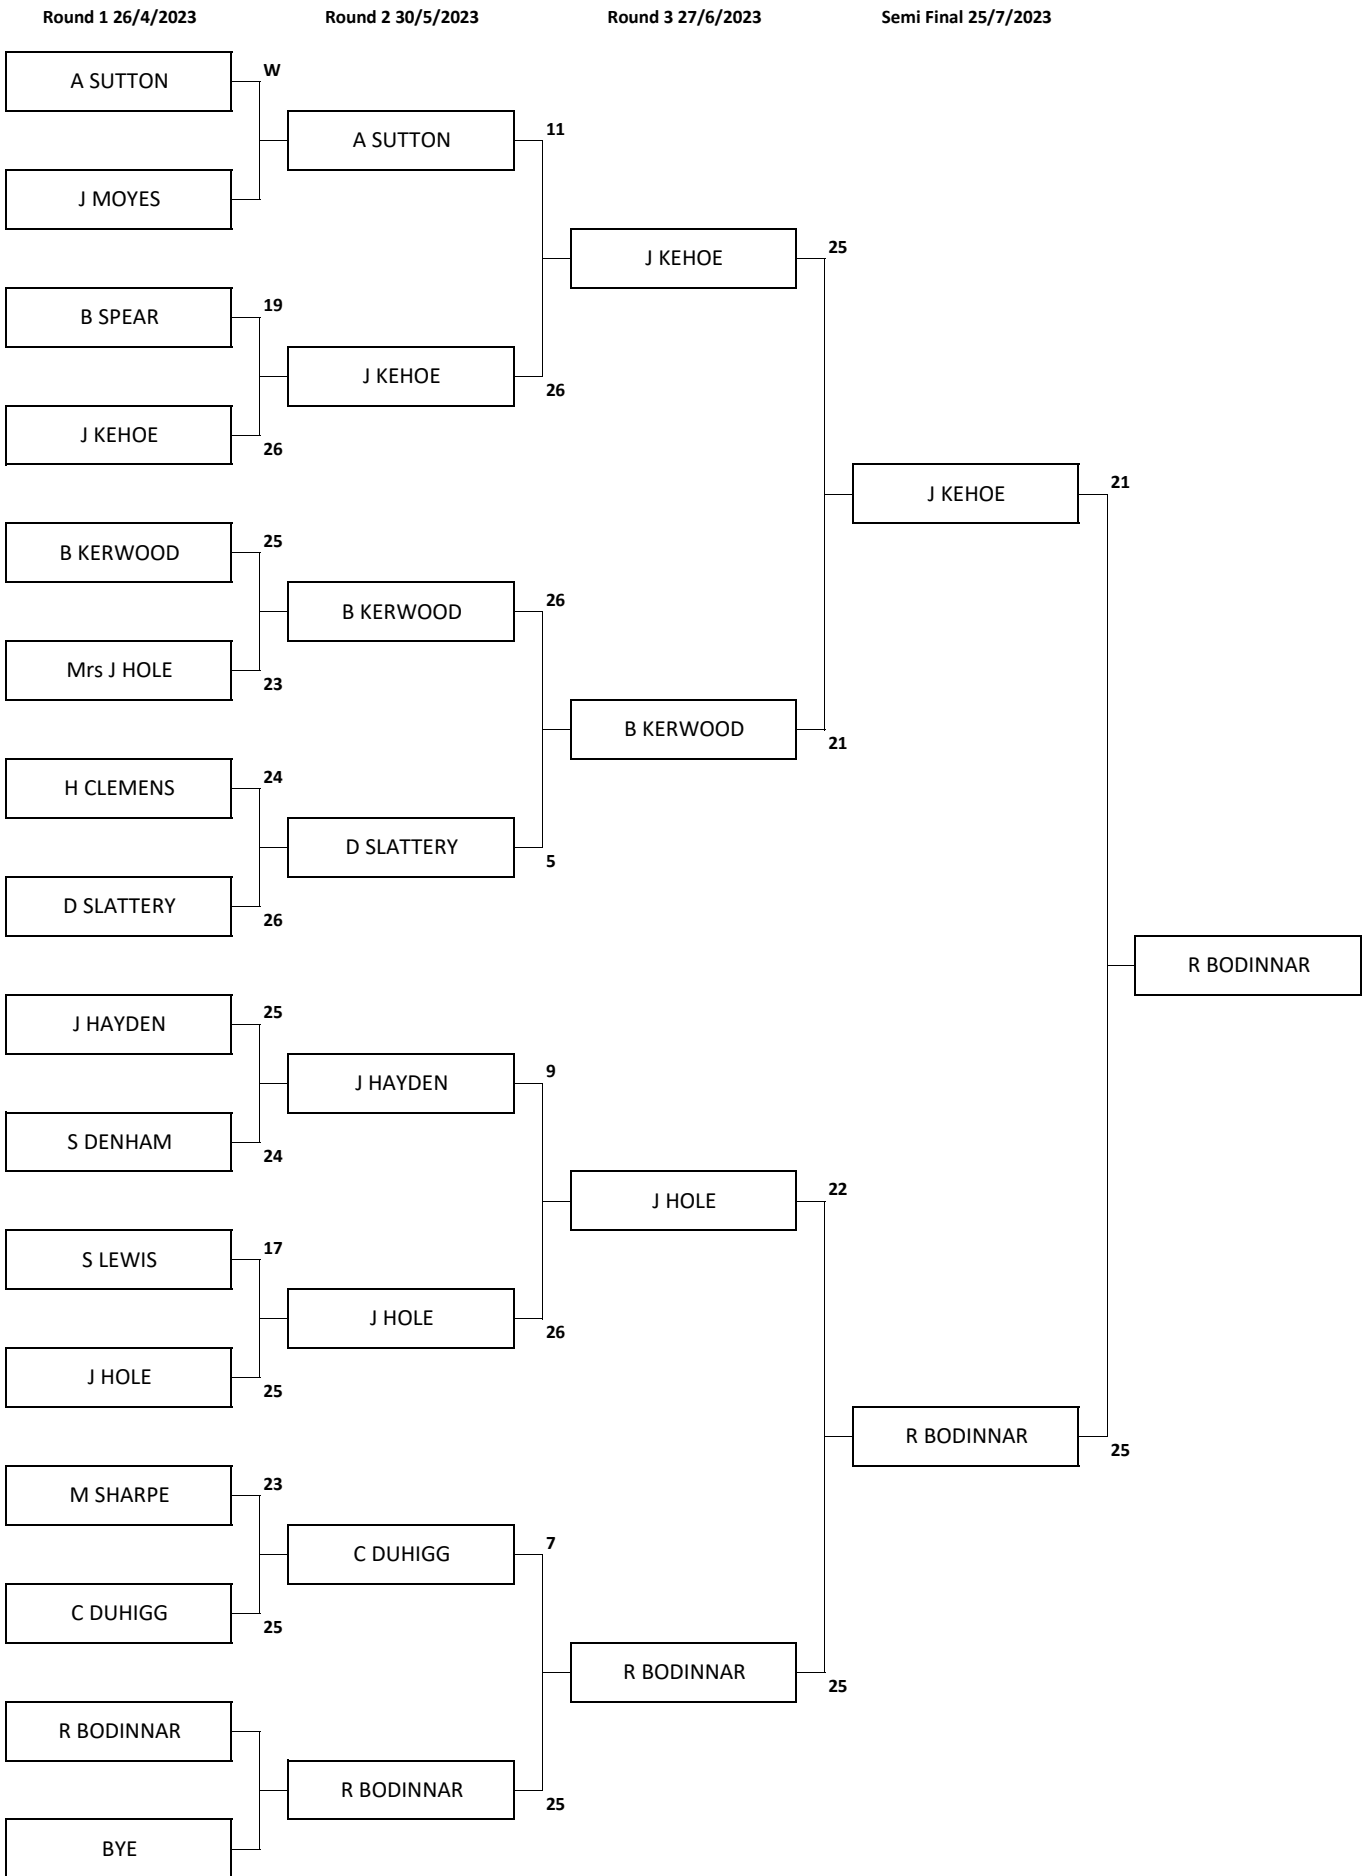 Round 1 26/4/2023 Round 2 30/5/2023 Round 3 27/6/2023 Semi Final 25/7/2023
A SUTTON
W
A SUTTON
11
J MOYES
J KEHOE
25
B SPEAR
19
J KEHOE
26
J KEHOE
26
J KEHOE
21
B KERWOOD
25
B KERWOOD
26
Mrs J HOLE
23
B KERWOOD
21
H CLEMENS
24
D SLATTERY
5
D SLATTERY
26
R BODINNAR
J HAYDEN
25
J HAYDEN
9
S DENHAM
24
J HOLE
22
S LEWIS
17
J HOLE
26
J HOLE
25
R BODINNAR
25
M SHARPE
23
C DUHIGG
7
C DUHIGG
25
R BODINNAR
25
R BODINNAR
R BODINNAR
25
BYE